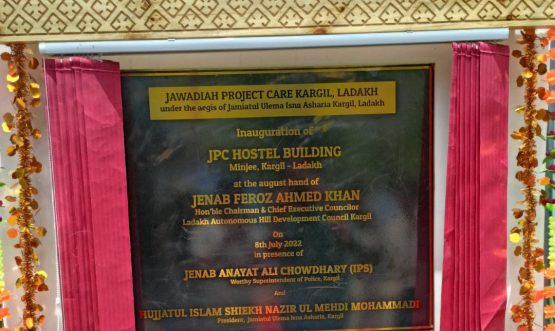 JAWADIAH PROJECT CARE KARGIL, LADAKH
under the aegis of Jamiatul Ulema Isna Asharia Kargil, Ladakh
Inauguration of
JPC HOSTEL BUILDING
Minjee, Kargil - Ladakh
at the august hand of
JENAB FEROZ AHMED KHAN
Hon'ble Chairman & Chief Executive Councilor
Ladakh Autonomous Hill Development Council Kargil
On
8th July 2022
in presence of
JENAB ANAYAT ALI CHOWDHARY (IPS)
Worthy Superintendent of Police, Kargil
And
HUJJATUL ISLAM SHIEKH NAZIR UL MEHDI MOHAMMADI
President, Jamiatul Ulema Isna Asharia, Kargil